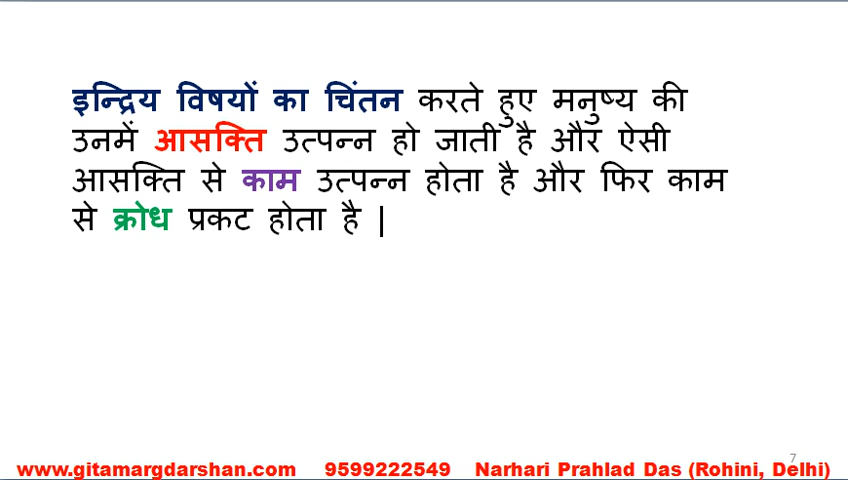 इन्द्रिय विषयों का चिंतन करते हुए मनुष्य की
उनमें आसक्ति उत्पन्न हो जाती है और ऐसी
आसक्ति से काम उत्पन्न होता है और फिर काम
से क्रोध प्रकट होता है |
7
www.gitamargdarshan.com 9599222549 Narhari Prahlad Das (Rohini, Delhi)